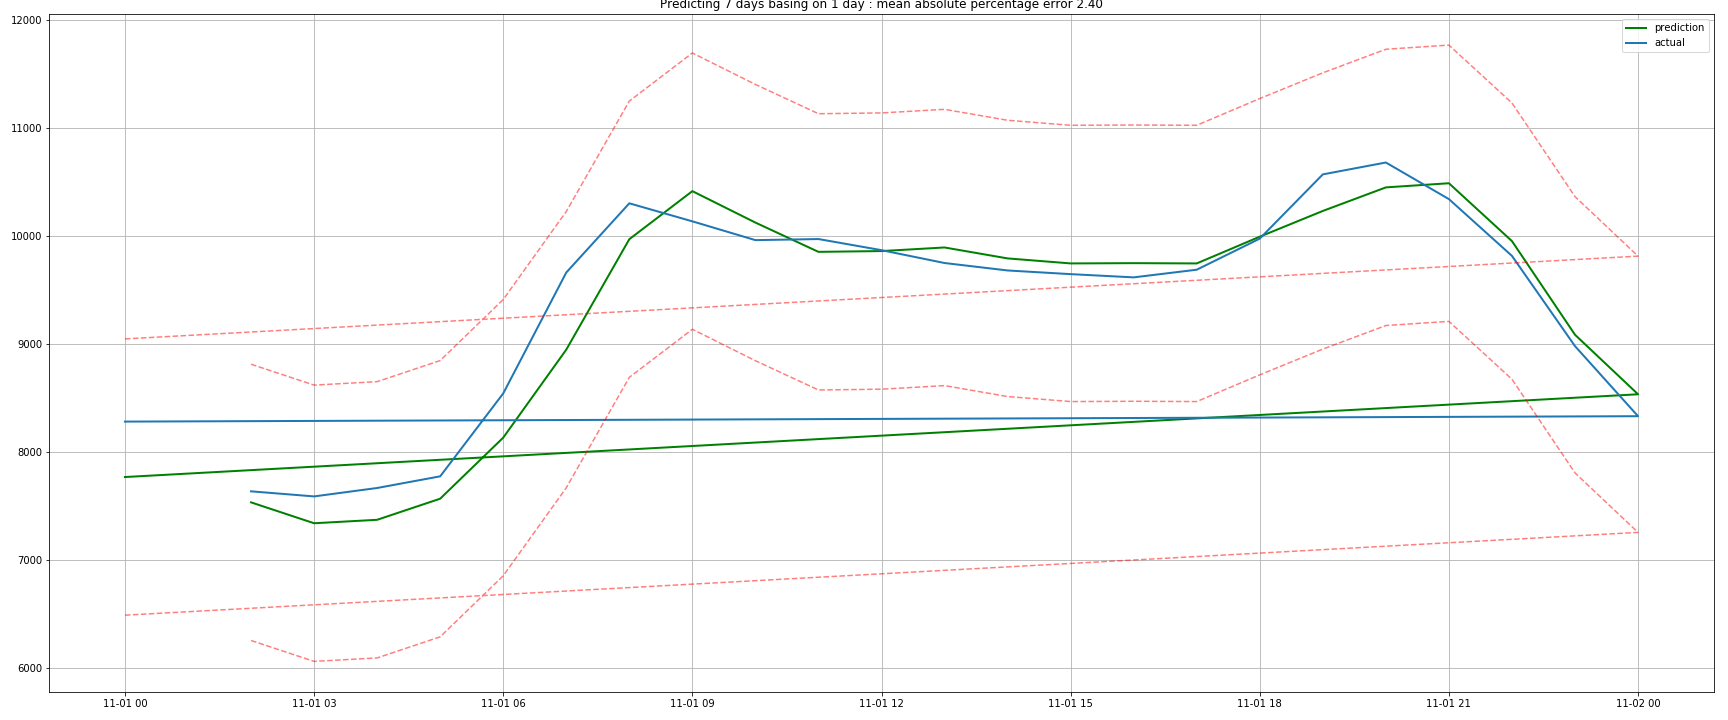 Predicting 7 days basing on 1 day : mean absolute percentage error 2.40
12000
11000
10000
9000
8000
7000
6000
prediction
actual
11-01 00 11-01 03 11-01 06 11-01 09 11-01 12 11-01 15 11-01 18 11-01 21 11-02 00